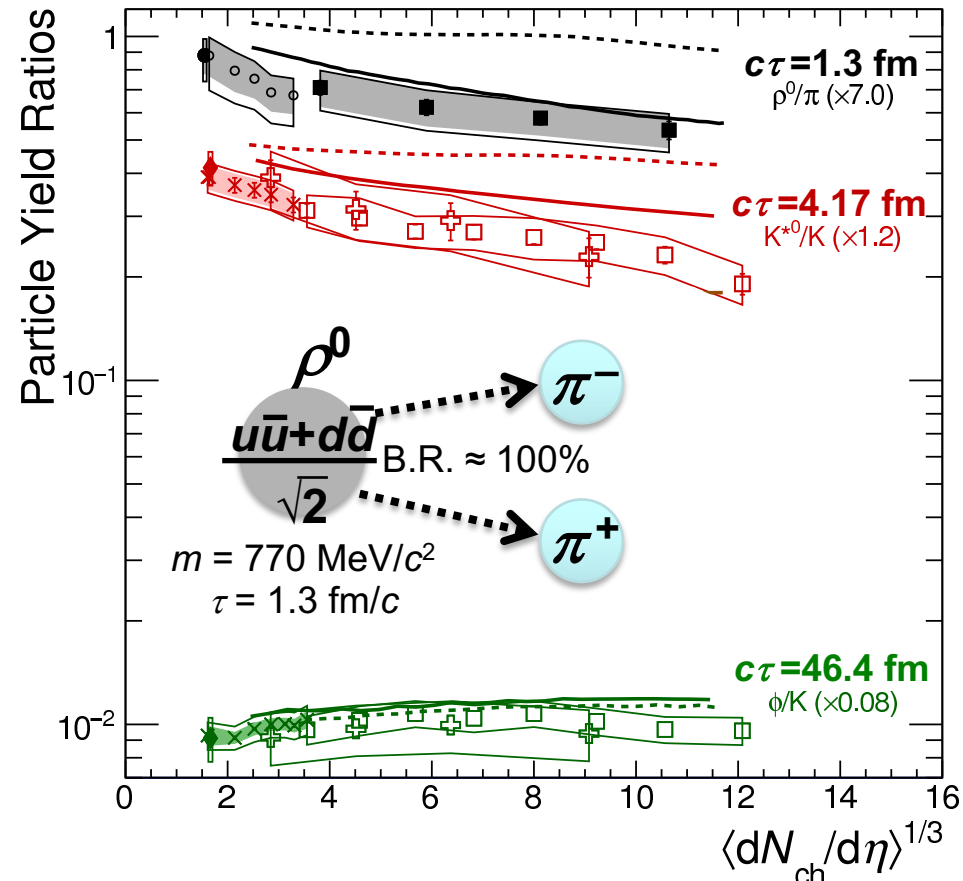 Particle Yield Ratios
1
10⁻¹
10⁻²
cτ=1.3 fm
ρ⁰/π (×7.0)
cτ=4.17 fm
K*⁰/K (×1.2)
ρ⁰
uū+dd̄
√2
B.R. ≈ 100%
π⁻
π⁺
m = 770 MeV/c²
τ = 1.3 fm/c
cτ=46.4 fm
ϕ/K (×0.08)
0 2 4 6 8 10 12 14 16
⟨dN_ch/dη⟩^1/3